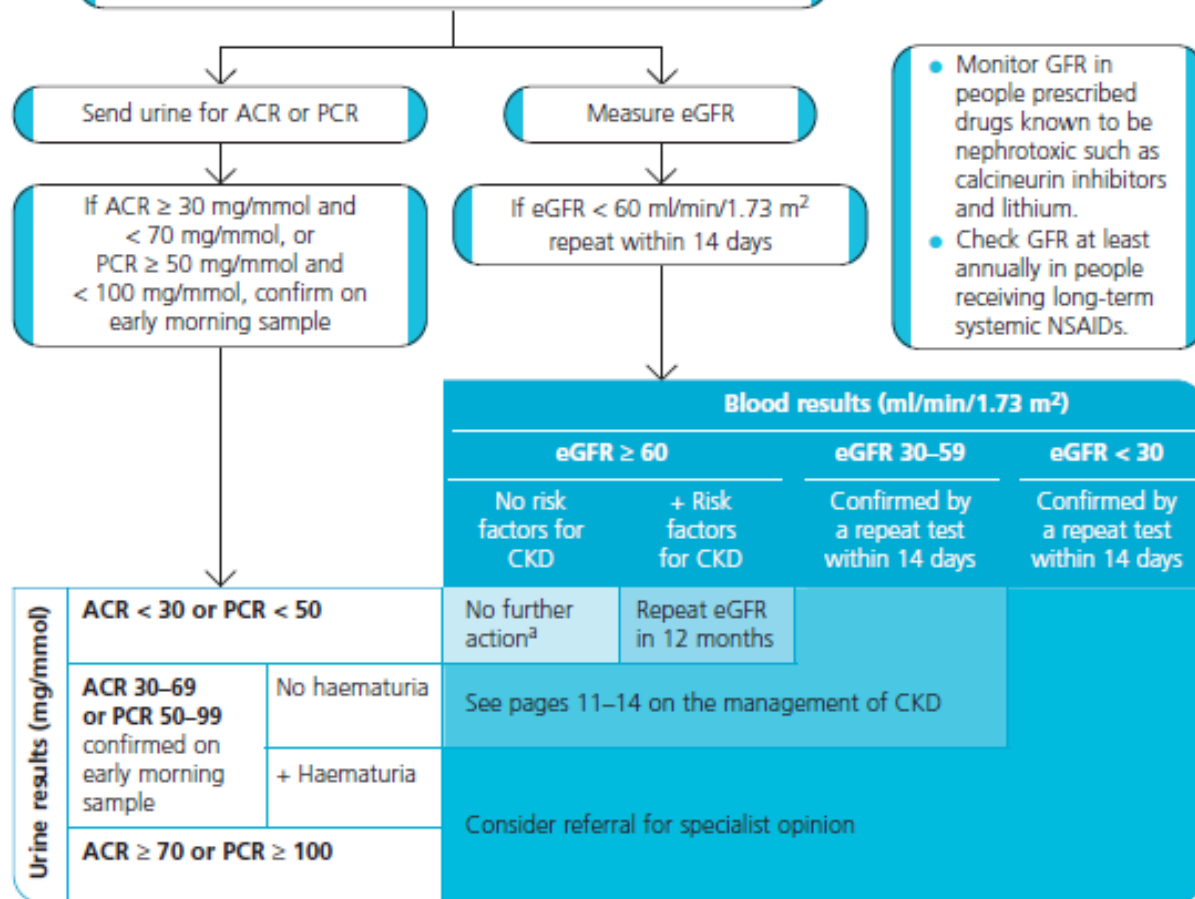 Send urine for ACR or PCR
Measure eGFR
If ACR ≥ 30 mg/mmol and
< 70 mg/mmol, or
PCR ≥ 50 mg/mmol and
< 100 mg/mmol, confirm on
early morning sample
If eGFR < 60 ml/min/1.73 m²
repeat within 14 days
● Monitor GFR in
people prescribed
drugs known to be
nephrotoxic such as
calcineurin inhibitors
and lithium.
● Check GFR at least
annually in people
receiving long-term
systemic NSAIDs.
Blood results (ml/min/1.73 m²)
eGFR ≥ 60
eGFR 30–59
eGFR < 30
No risk
factors for
CKD
+ Risk
factors
for CKD
Confirmed by
a repeat test
within 14 days
Confirmed by
a repeat test
within 14 days
Urine results (mg/mmol)
ACR < 30 or PCR < 50
No further
actionᵃ
Repeat eGFR
in 12 months
ACR 30–69
or PCR 50–99
confirmed on
early morning
sample
No haematuria
See pages 11–14 on the management of CKD
+ Haematuria
Consider referral for specialist opinion
ACR ≥ 70 or PCR ≥ 100